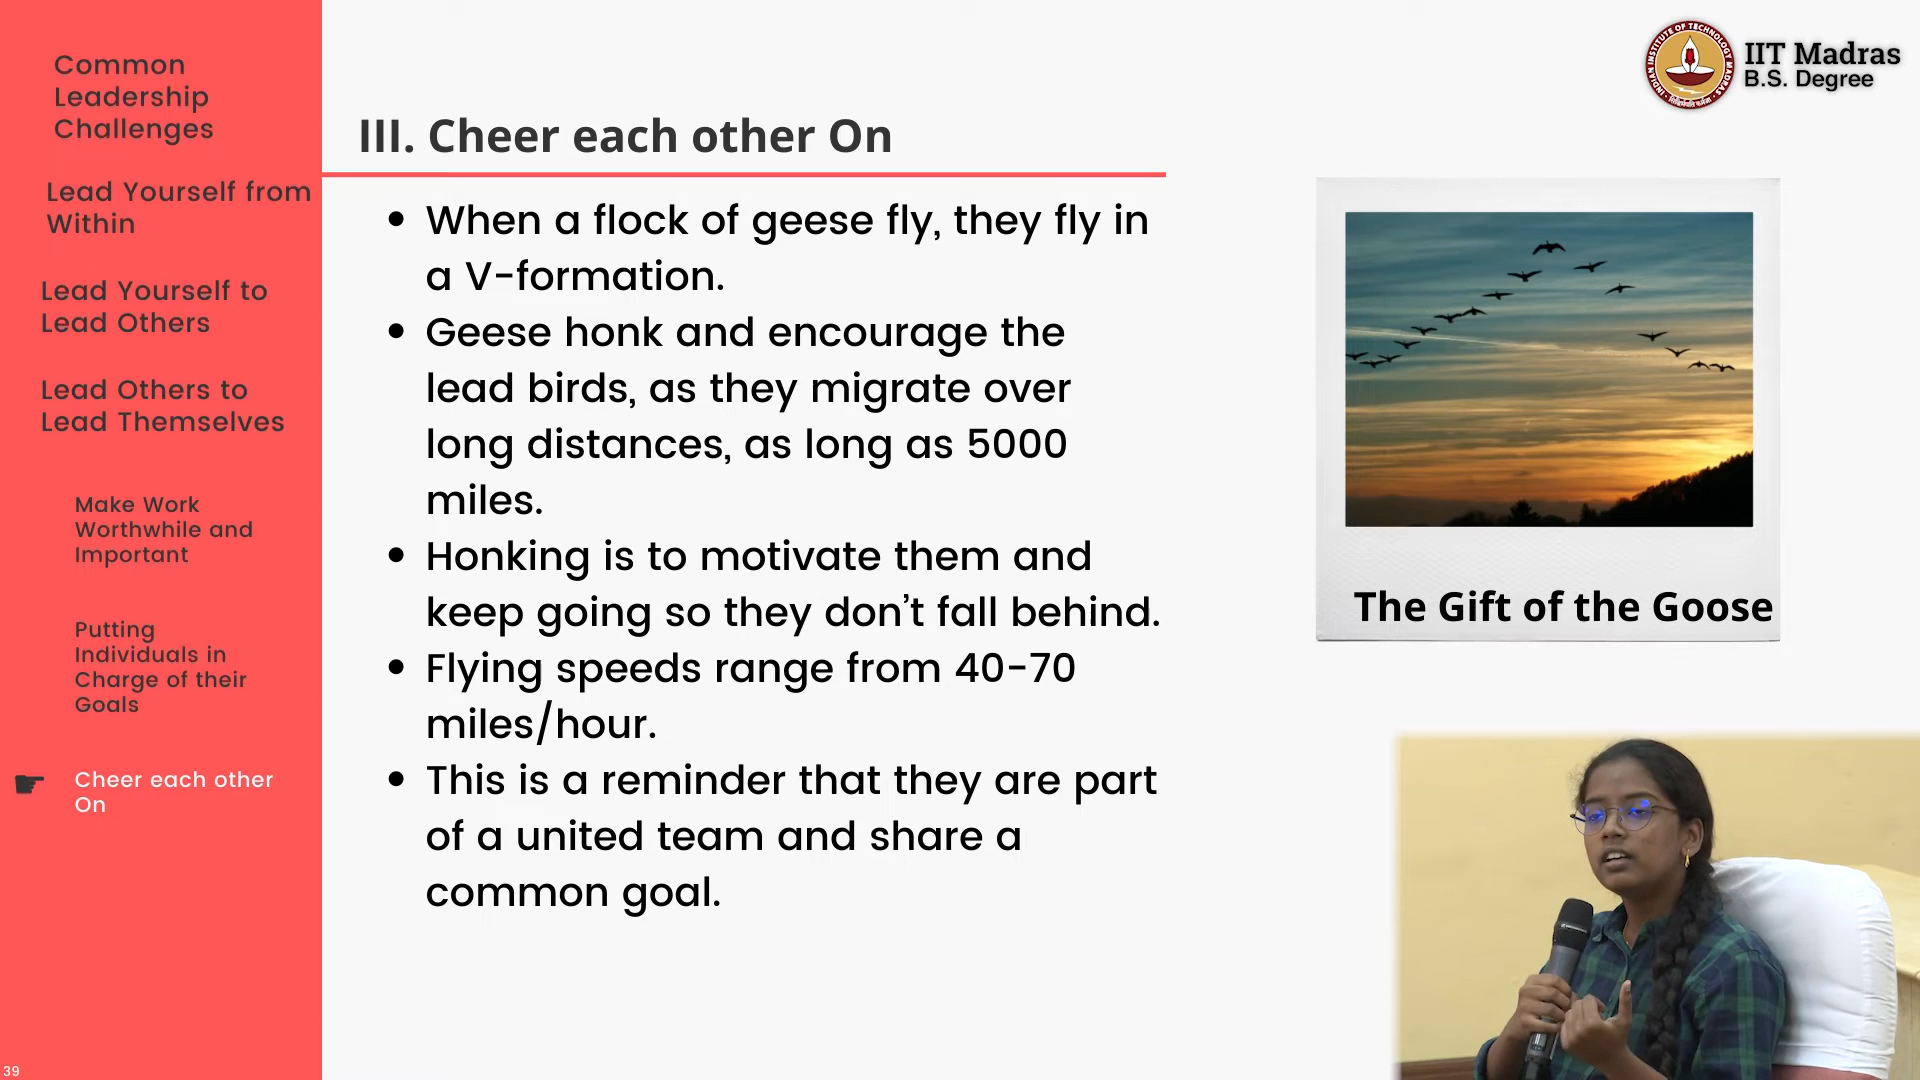 Common
Leadership
Challenges
Lead Yourself from
Within
Lead Yourself to
Lead Others
Lead Others to
Lead Themselves
Make Work
Worthwhile and
Important
Putting
Individuals in
Charge of their
Goals
Cheer each other
On
39
III. Cheer each other On
• When a flock of geese fly, they fly in
a V-formation.
• Geese honk and encourage the
lead birds, as they migrate over
long distances, as long as 5000
miles.
• Honking is to motivate them and
keep going so they don’t fall behind.
• Flying speeds range from 40-70
miles/hour.
• This is a reminder that they are part
of a united team and share a
common goal.
INDIAN INSTITUTE OF TECHNOLOGY MADRAS
IIT Madras
B.S. Degree
The Gift of the Goose